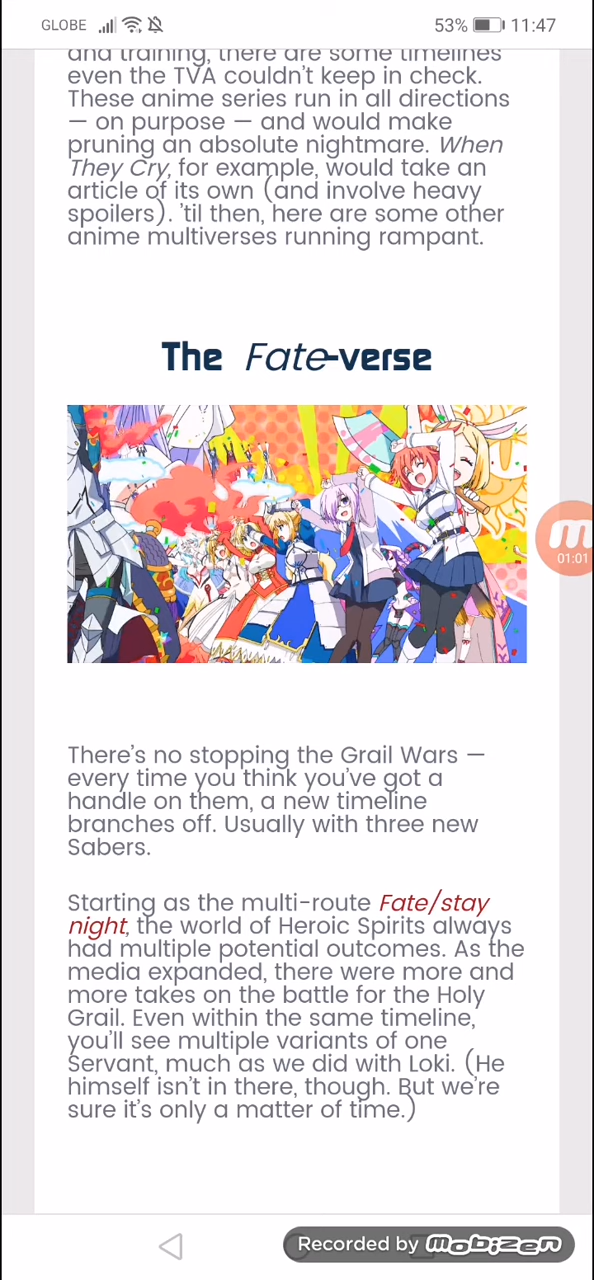 GLOBE 53% 11:47
and training, there are some timelines
even the TVA couldn't keep in check.
These anime series run in all directions
— on purpose — and would make
pruning an absolute nightmare. When
They Cry, for example, would take an
article of its own (and involve heavy
spoilers). 'til then, here are some other
anime multiverses running rampant.
The Fate-verse
01:01
There's no stopping the Grail Wars —
every time you think you've got a
handle on them, a new timeline
branches off. Usually with three new
Sabers.
Starting as the multi-route Fate/stay
night, the world of Heroic Spirits always
had multiple potential outcomes. As the
media expanded, there were more and
more takes on the battle for the Holy
Grail. Even within the same timeline,
you'll see multiple variants of one
Servant, much as we did with Loki. (He
himself isn't in there, though. But we're
sure it's only a matter of time.)
Recorded by mobizen